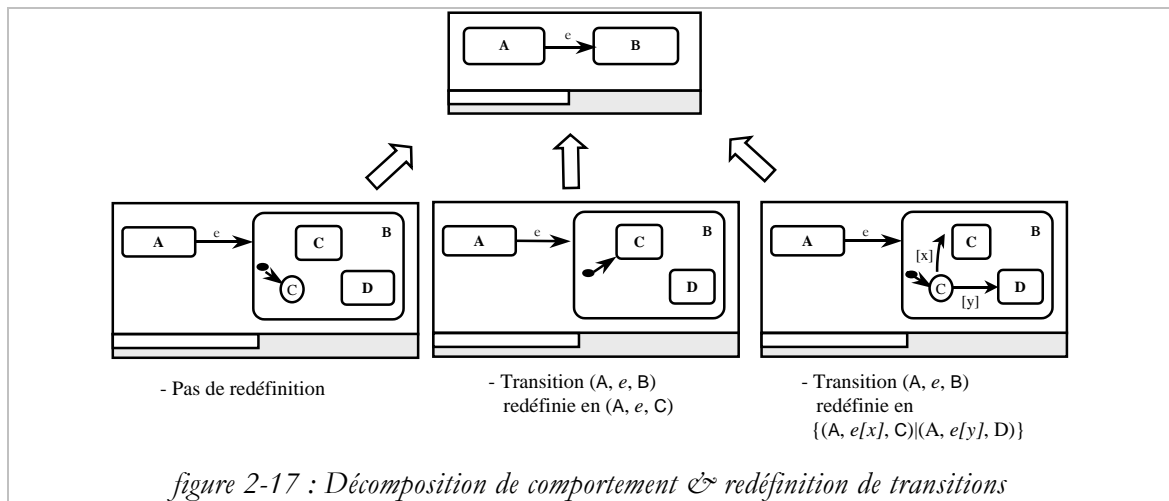 A e B
A e B C C D
A e B C D
A e B C [x] C [y] D
- Pas de redéfinition
- Transition (A, e, B)
redéfinie en (A, e, C)
- Transition (A, e, B)
redéfinie en
{(A, e[x], C)|(A, e[y], D)}
figure 2-17 : Décomposition de comportement & redéfinition de transitions